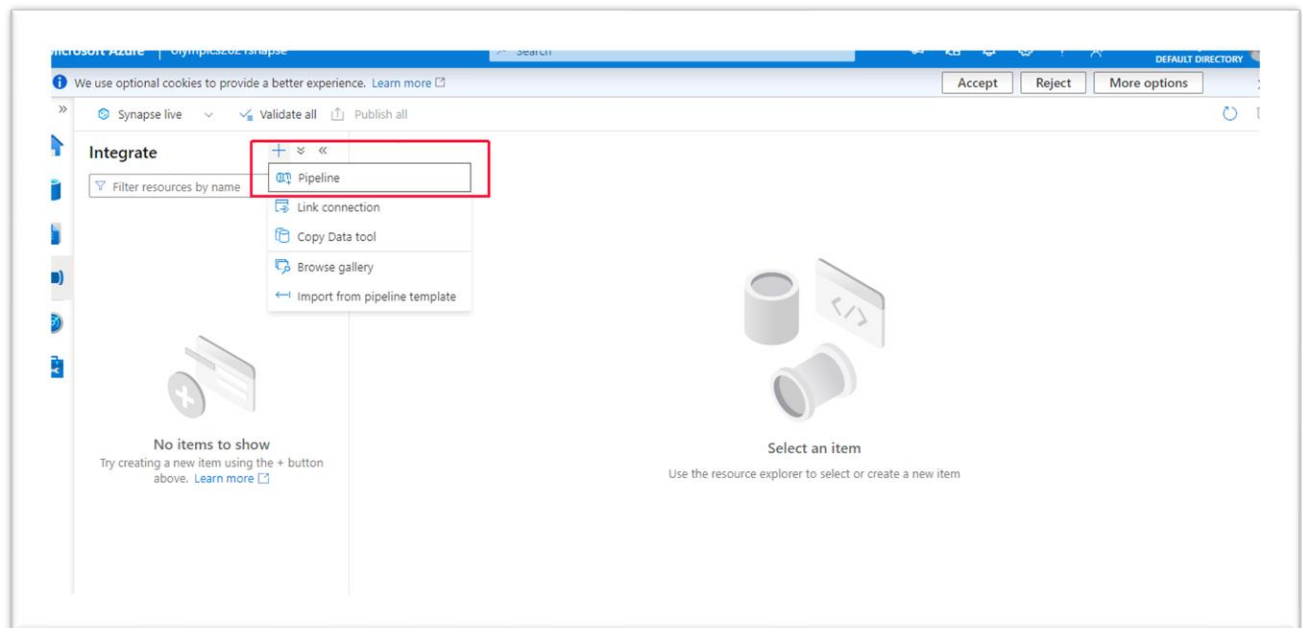 Microsoft Azure | olympics2021snapse
Search
DEFAULT DIRECTORY
We use optional cookies to provide a better experience. Learn more
Accept
Reject
More options
Synapse live
Validate all
Publish all
Integrate
Filter resources by name
Pipeline
Link connection
Copy Data tool
Browse gallery
Import from pipeline template
No items to show
Try creating a new item using the + button
above. Learn more
Select an item
Use the resource explorer to select or create a new item